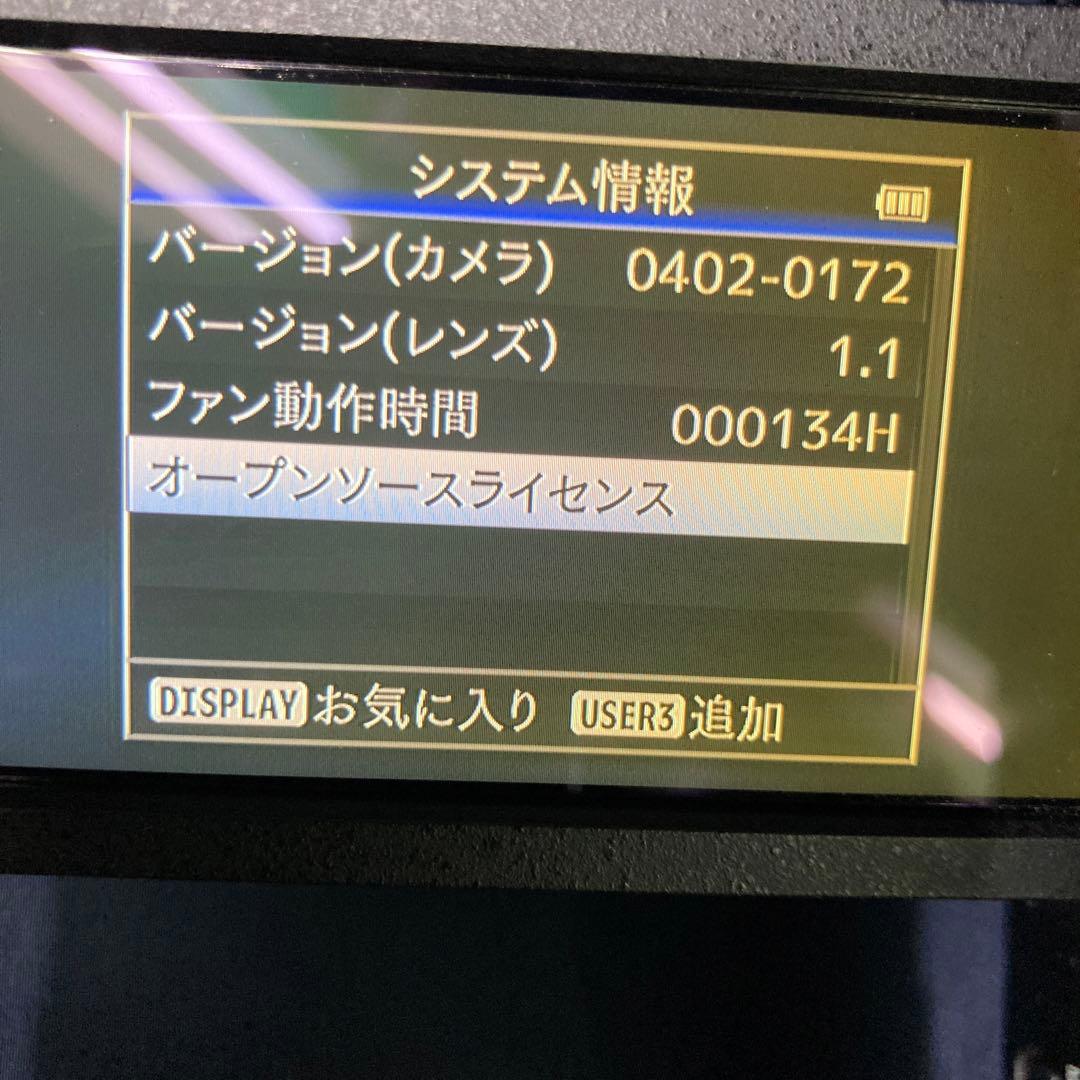 システム情報
バージョン(カメラ) 0402-0172
バージョン(レンズ) 1.1
ファン動作時間 000134H
オープンソースライセンス
DISPLAY お気に入り USER3 追加